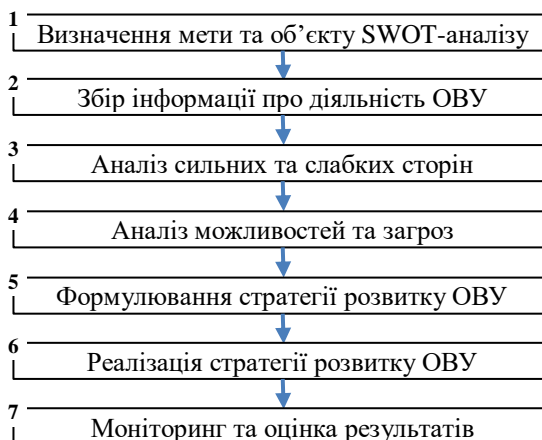 1
Визначення мети та об’єкту SWOT-аналізу
2
Збір інформації про діяльність ОВУ
3
Аналіз сильних та слабких сторін
4
Аналіз можливостей та загроз
5
Формулювання стратегії розвитку ОВУ
6
Реалізація стратегії розвитку ОВУ
7
Моніторинг та оцінка результатів